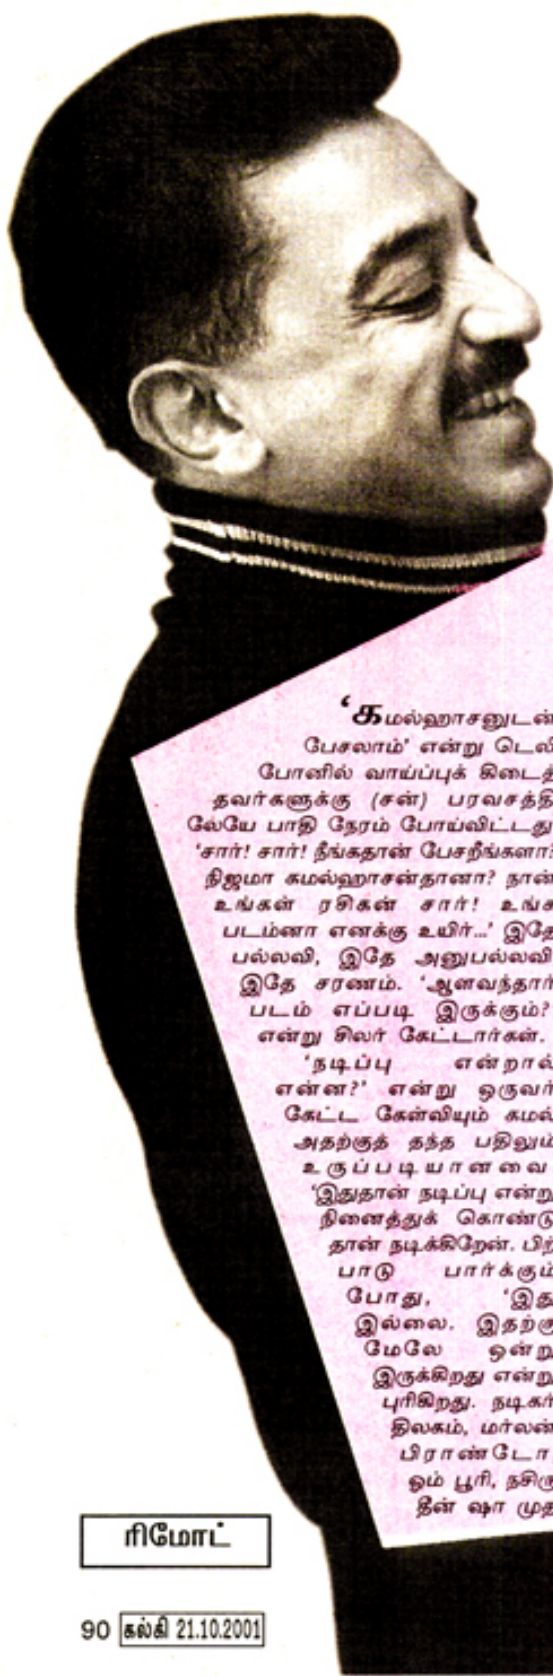 ‘கமல்ஹாசனுடன்
பேசலாம்’ என்று டெலி
போனில் வாய்ப்புக் கிடைத்
தவர்களுக்கு (சன்) பரவசத்தி
லேயே பாதி நேரம் போய்விட்டது
‘சார்! சார்! நீங்கதான் பேசறீங்களா?
நிஜமா கமல்ஹாசன்தானா? நான்
உங்கள் ரசிகன் சார்! உங்க
படம்னா எனக்கு உயிர்...’ இதே
பல்லவி, இதே அனுபல்லவி
இதே சரணம். ‘ஆளவந்தார்
படம் எப்படி இருக்கும்?
என்று சிலர் கேட்டார்கள்.
‘நடிப்பு என்றால்
என்ன?’ என்று ஒருவர்
கேட்ட கேள்வியும் கமல்
அதற்குத் தந்த பதிலும்
உருப்படியானவை
‘இதுதான் நடிப்பு என்று
நினைத்துக் கொண்டு
தான் நடிக்கிறேன். பிற்
பாடு பார்க்கும்
போது, ‘இது
இல்லை. இதற்கு
மேலே ஒன்று
இருக்கிறது என்று
புரிகிறது. நடிகர்
திலகம், மர்லன்
பிராண்டோ
ஓம் பூரி, நசிரு
தீன் ஷா முத
ரிமோட்
90 கல்கி 21.10.2001